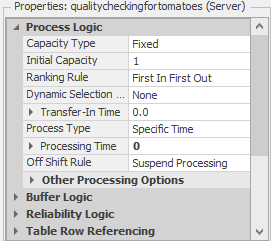 Properties: qualitycheckingfortomatoes (Server)
Process Logic
Capacity Type Fixed
Initial Capacity 1
Ranking Rule First In First Out
Dynamic Selection ... None
Transfer-In Time 0.0
Process Type Specific Time
Processing Time 0
Off Shift Rule Suspend Processing
Other Processing Options
Buffer Logic
Reliability Logic
Table Row Referencing